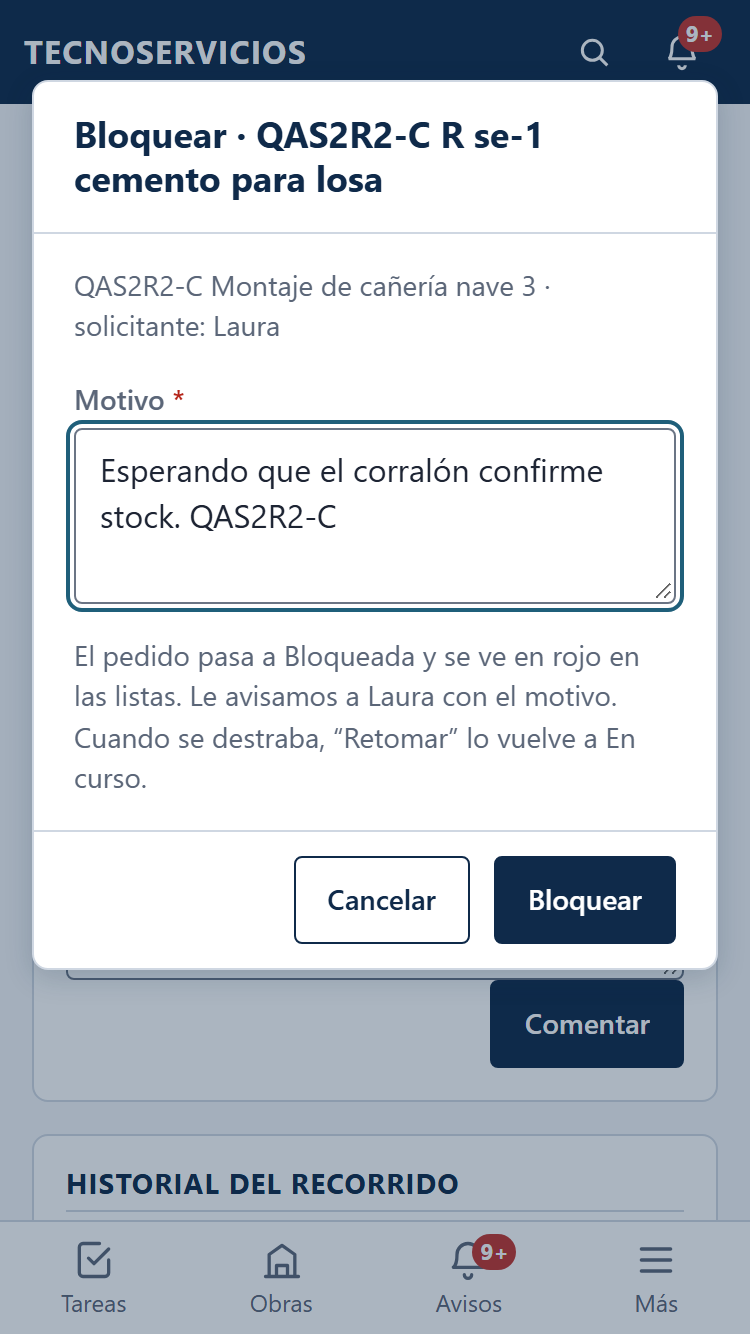 TECNOSERVICIOS
9+
Bloquear · QAS2R2-C R se-1
cemento para losa
QAS2R2-C Montaje de cañería nave 3 ·
solicitante: Laura
Motivo *
Esperando que el corralón confirme
stock. QAS2R2-C
El pedido pasa a Bloqueada y se ve en rojo en
las listas. Le avisamos a Laura con el motivo.
Cuando se destraba, “Retomar” lo vuelve a En
curso.
Cancelar
Bloquear
Comentar
HISTORIAL DEL RECORRIDO
9+
Tareas
Obras
Avisos
Más